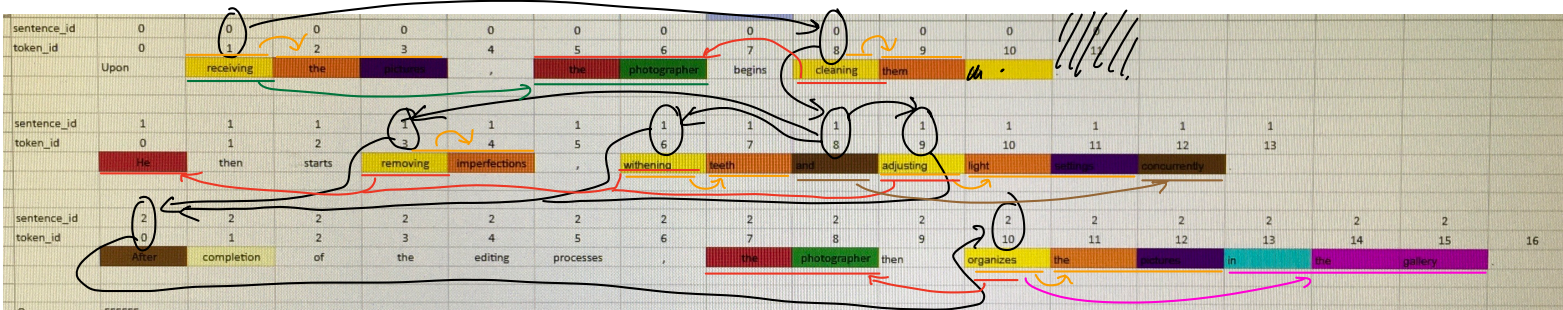 sentence_id 0 0 0 0 0 0 0 0 0 0 0 0
token_id 0 1 2 3 4 5 6 7 8 9 10 11
Upon receiving the pictures , the photographer begins cleaning them .
sentence_id 1 1 1 1 1 1 1 1 1 1 1 1 1 1
token_id 0 1 2 3 4 5 6 7 8 9 10 11 12 13
He then starts removing imperfections , withening teeth and adjusting light settings concurrently .
sentence_id 2 2 2 2 2 2 2 2 2 2 2 2 2 2 2 2
token_id 0 1 2 3 4 5 6 7 8 9 10 11 12 13 14 15 16
After completion of the editing processes , the photographer then organizes the pictures in the gallery .